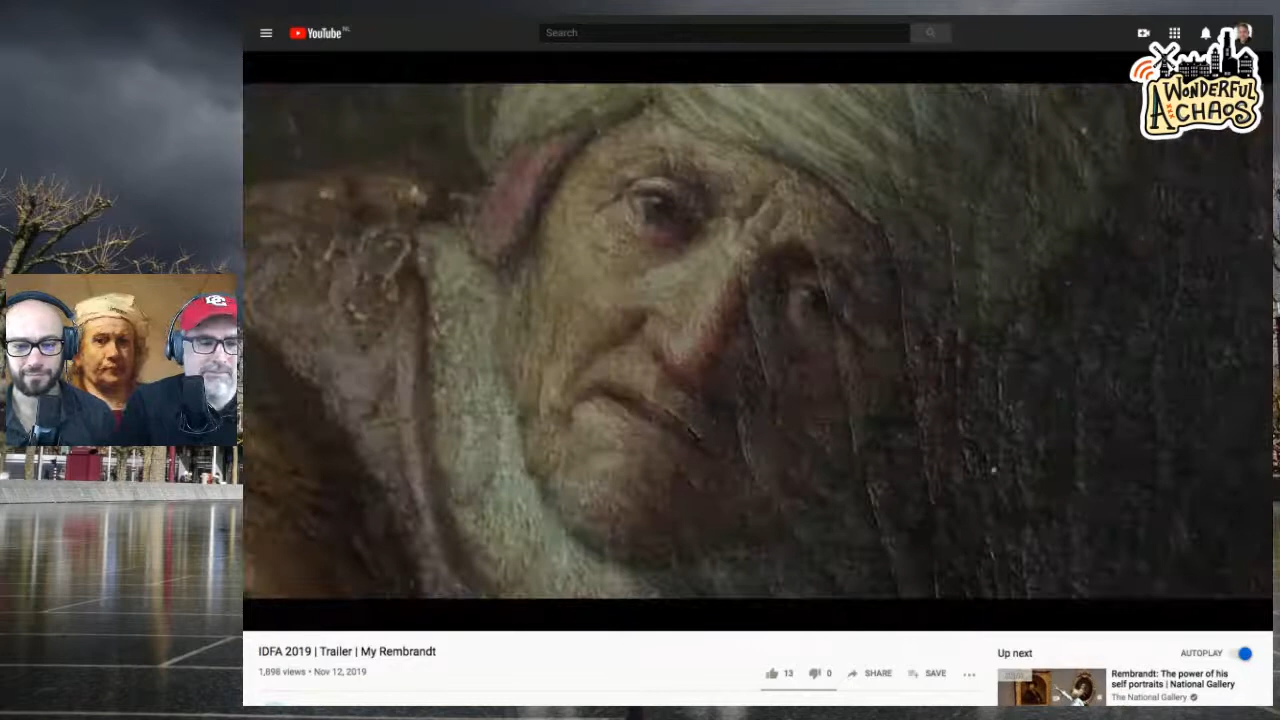 YouTube NL
Search
A WONDERFUL
CHAOS
IDFA 2019 | Trailer | My Rembrandt
1,898 views • Nov 12, 2019
13
0
SHARE
SAVE
Up next
AUTOPLAY
Rembrandt: The power of his
self portraits | National Gallery
The National Gallery